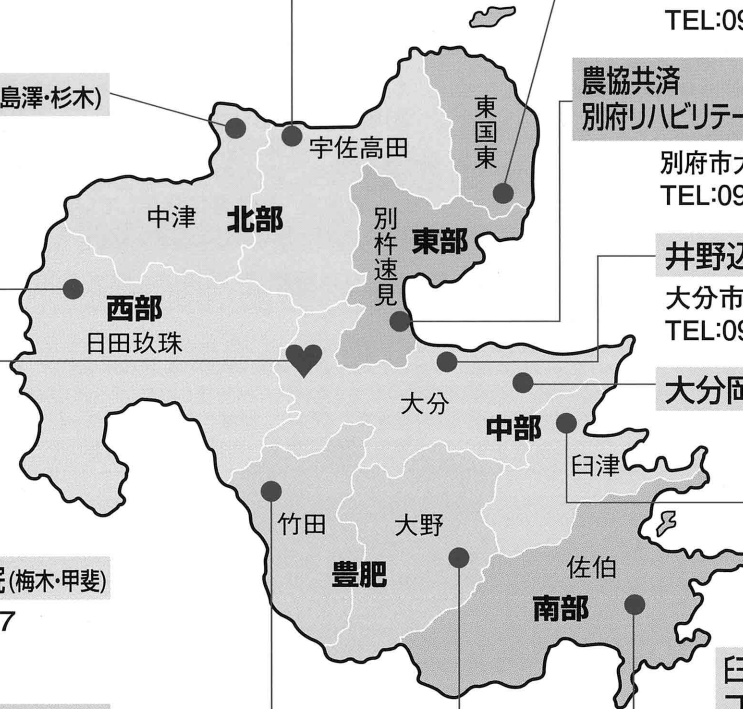 TEL:09
島澤・杉木)
農協共済
別府リハビリテー
東国東
宇佐高田
別府市
TEL:09
中津
北部
別杵速見
東部
井野辺
大分市
TEL:09
西部
日田玖珠
大分岡
大分
中部
臼津
竹田
大野
(梅木・甲斐)
豊肥
佐伯
7
南部
臼